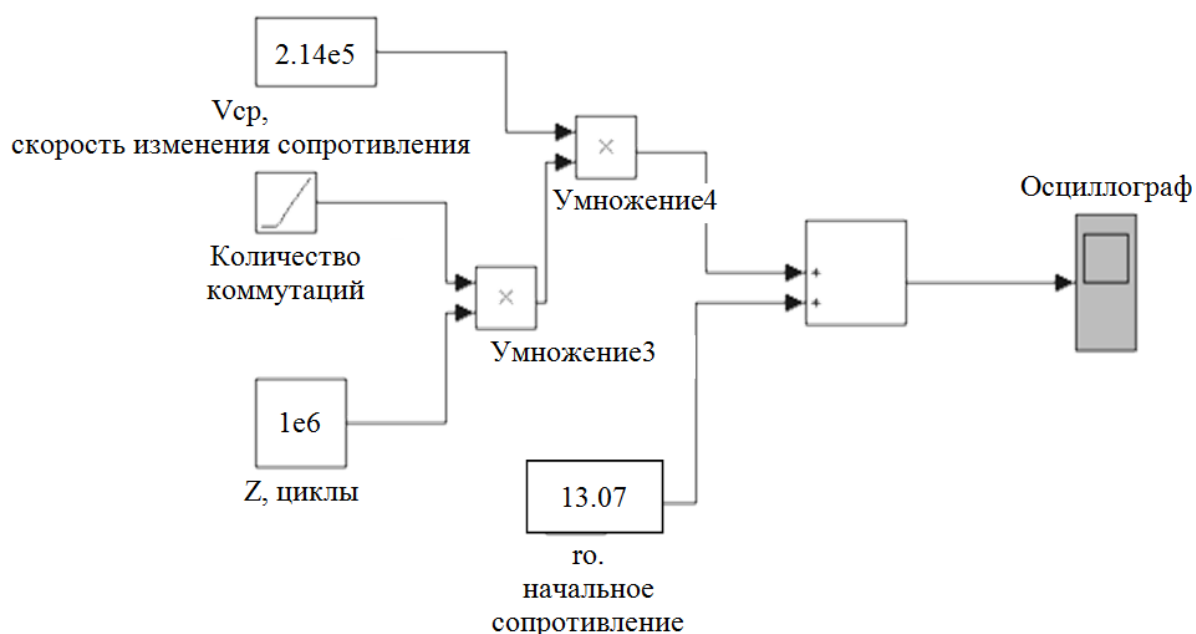 2.14e5
Vср,
скорость изменения сопротивления
×
Умножение4
Осциллограф
Количество
коммутаций
×
Умножение3
+
+
1e6
Z, циклы
13.07
ro.
начальное
сопротивление